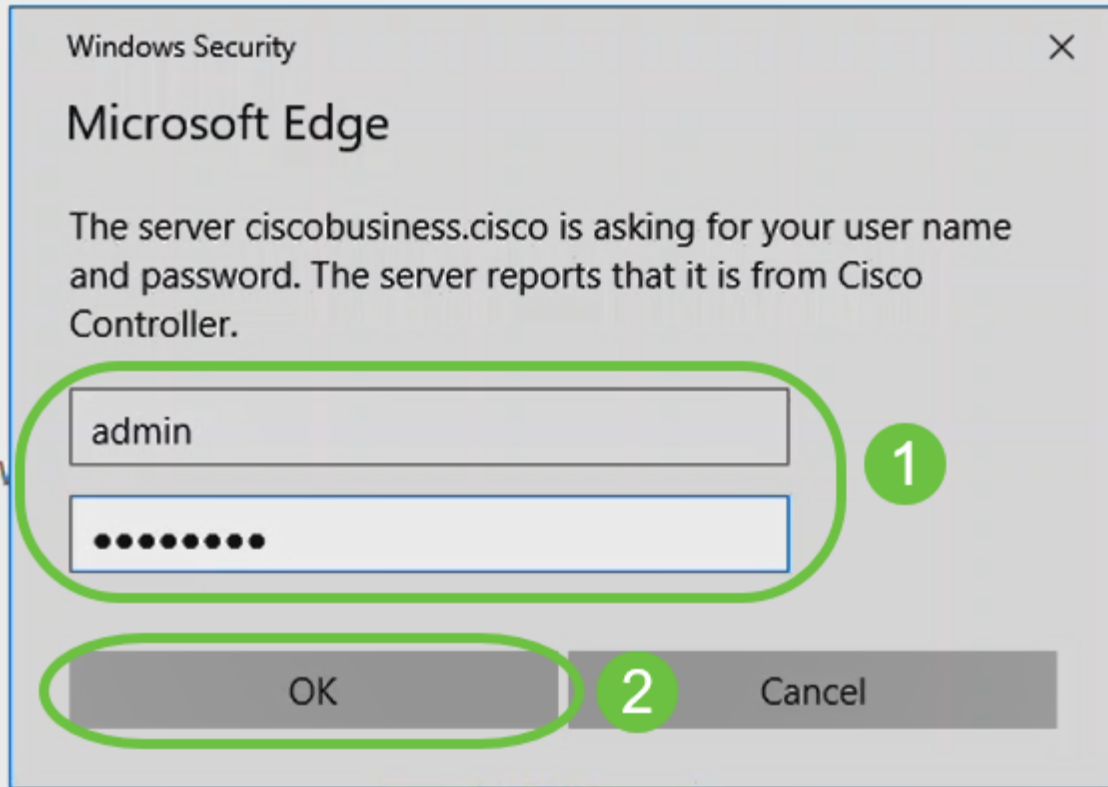 Windows Security
Microsoft Edge
The server ciscobusiness.cisco is asking for your user name
and password. The server reports that it is from Cisco
Controller.
admin
1
••••••••
OK
2
Cancel